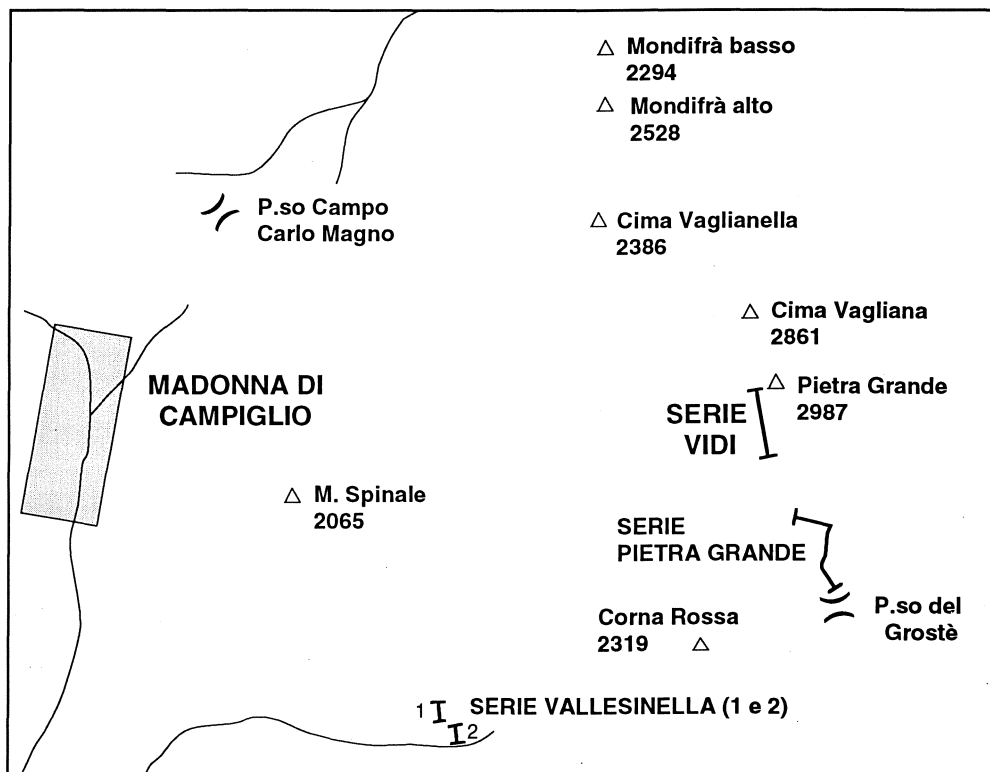 Mondifrà basso
2294
Mondifrà alto
2528
P.so Campo
Carlo Magno
Cima Vaglianella
2386
Cima Vagliana
2861
MADONNA DI
CAMPIGLIO
Pietra Grande
2987
SERIE
VIDI
M. Spinale
2065
SERIE
PIETRA GRANDE
P.so del
Grostè
Corna Rossa
2319
1
SERIE VALLESINELLA (1 e 2)
2